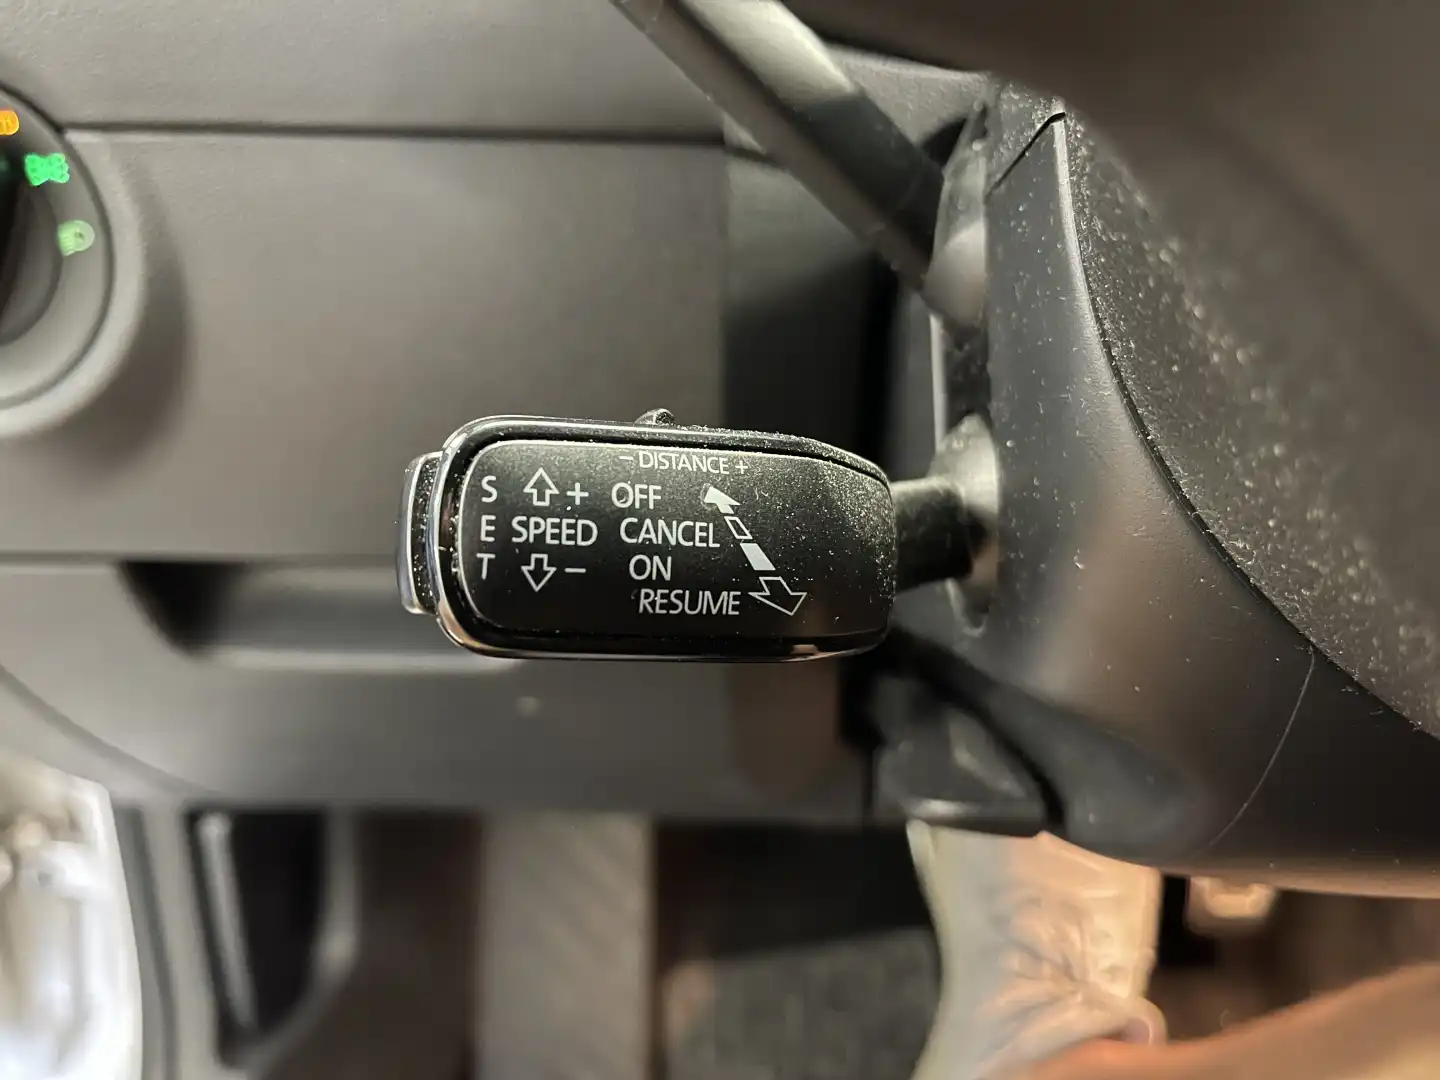 - DISTANCE +
S + OFF
E SPEED CANCEL
T - ON
RESUME